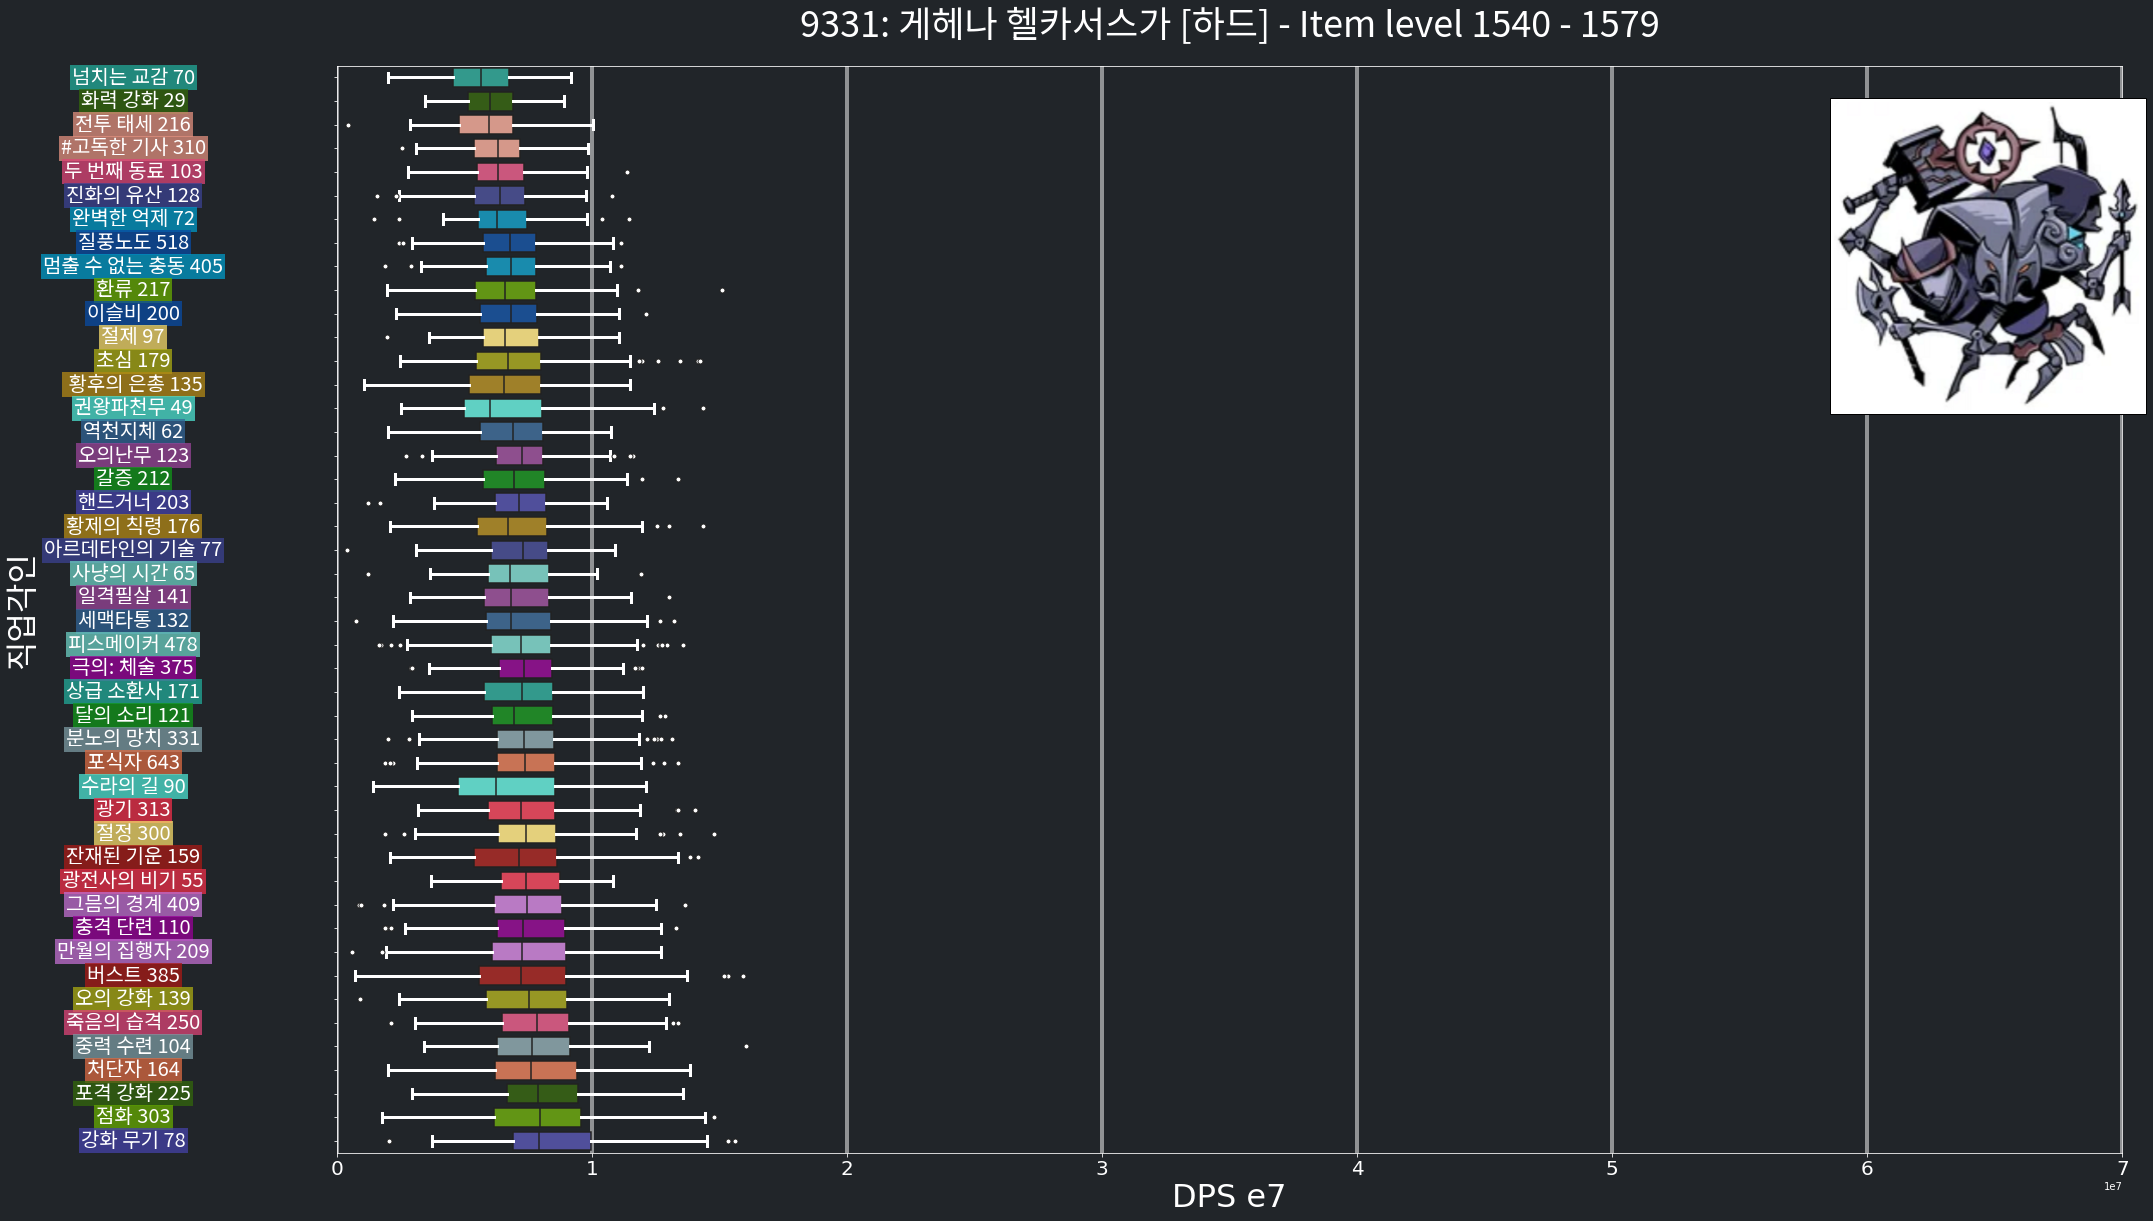 9331: 게헤나 헬카서스가 [하드] - Item level 1540 - 1579
넘치는 교감 70
화력 강화 29
전투 태세 216
#고독한 기사 310
두 번째 동료 103
진화의 유산 128
완벽한 억제 72
질풍노도 518
멈출 수 없는 충동 405
환류 217
이슬비 200
절제 97
초심 179
황후의 은총 135
권왕파천무 49
역천지체 62
오의난무 123
갈증 212
핸드거너 203
황제의 칙령 176
아르데타인의 기술 77
사냥의 시간 65
일격필살 141
세맥타통 132
피스메이커 478
극의: 체술 375
상급 소환사 171
달의 소리 121
분노의 망치 331
포식자 643
수라의 길 90
광기 313
절정 300
잔재된 기운 159
광전사의 비기 55
그믐의 경계 409
충격 단련 110
만월의 집행자 209
버스트 385
오의 강화 139
죽음의 습격 250
중력 수련 104
처단자 164
포격 강화 225
점화 303
강화 무기 78
직업각인
0 1 2 3 4 5 6 7
1e7
DPS e7